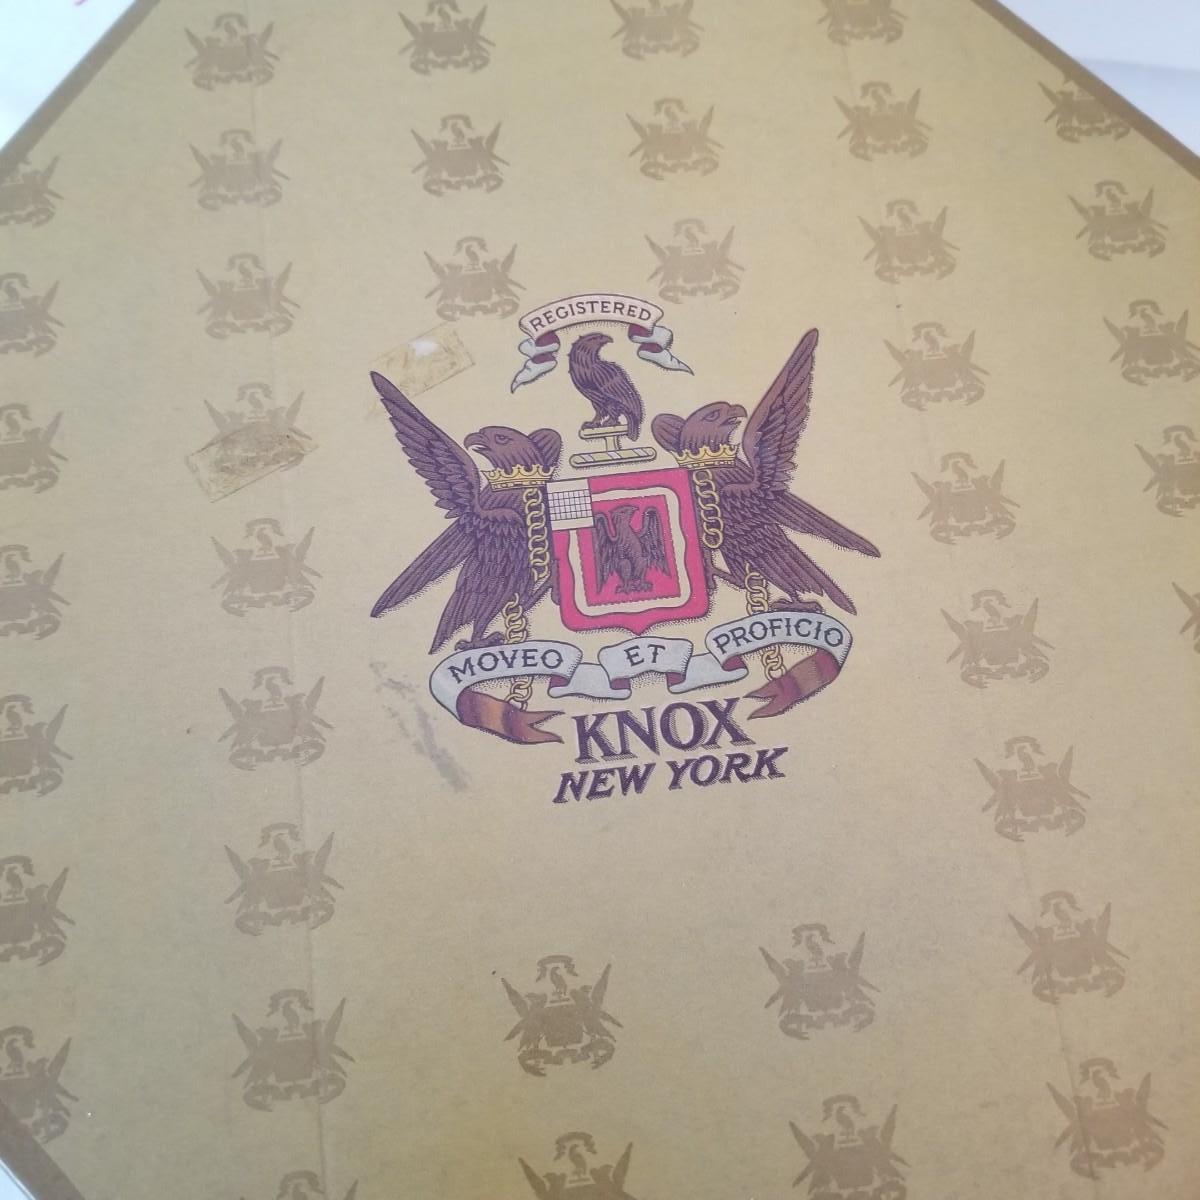 REGISTERED
MOVEO ET PROFICIO
KNOX
NEW YORK